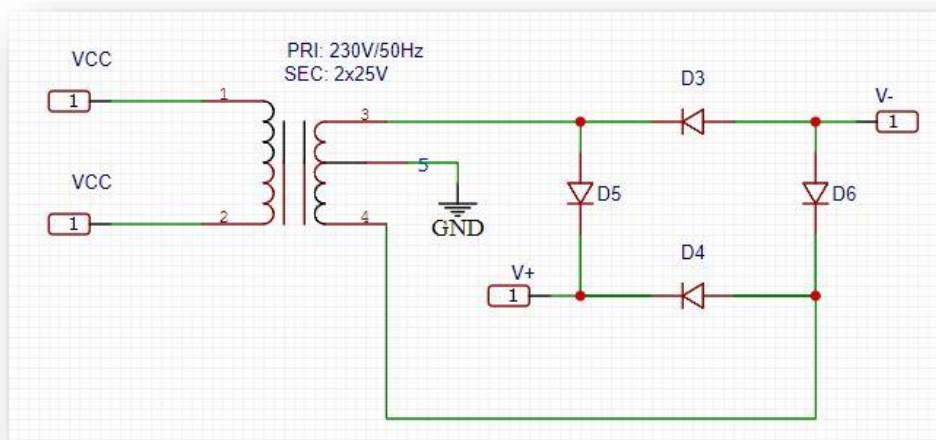 PRI: 230V/50Hz
SEC: 2x25V
VCC
1
1
3
D3
V-
1
5
VCC
1
2
4
GND
D5
D6
D4
V+
1